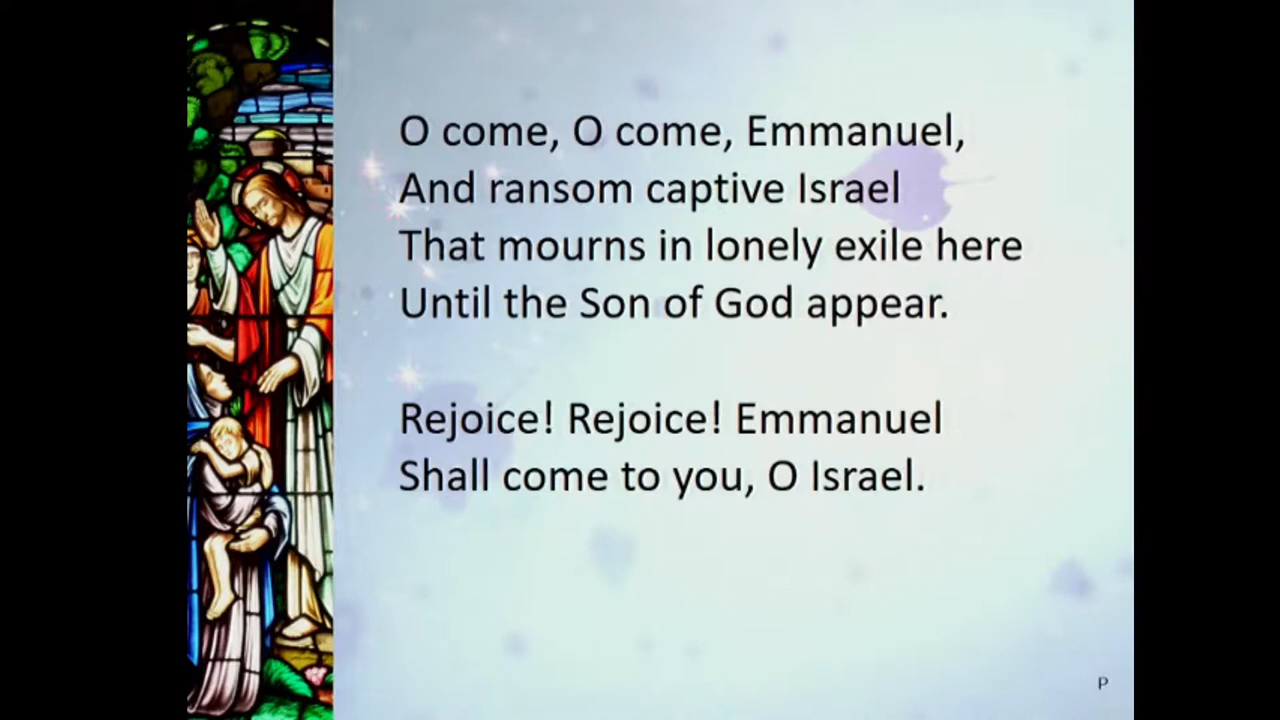 O come, O come, Emmanuel,
And ransom captive Israel
That mourns in lonely exile here
Until the Son of God appear.
Rejoice! Rejoice! Emmanuel
Shall come to you, O Israel.
P